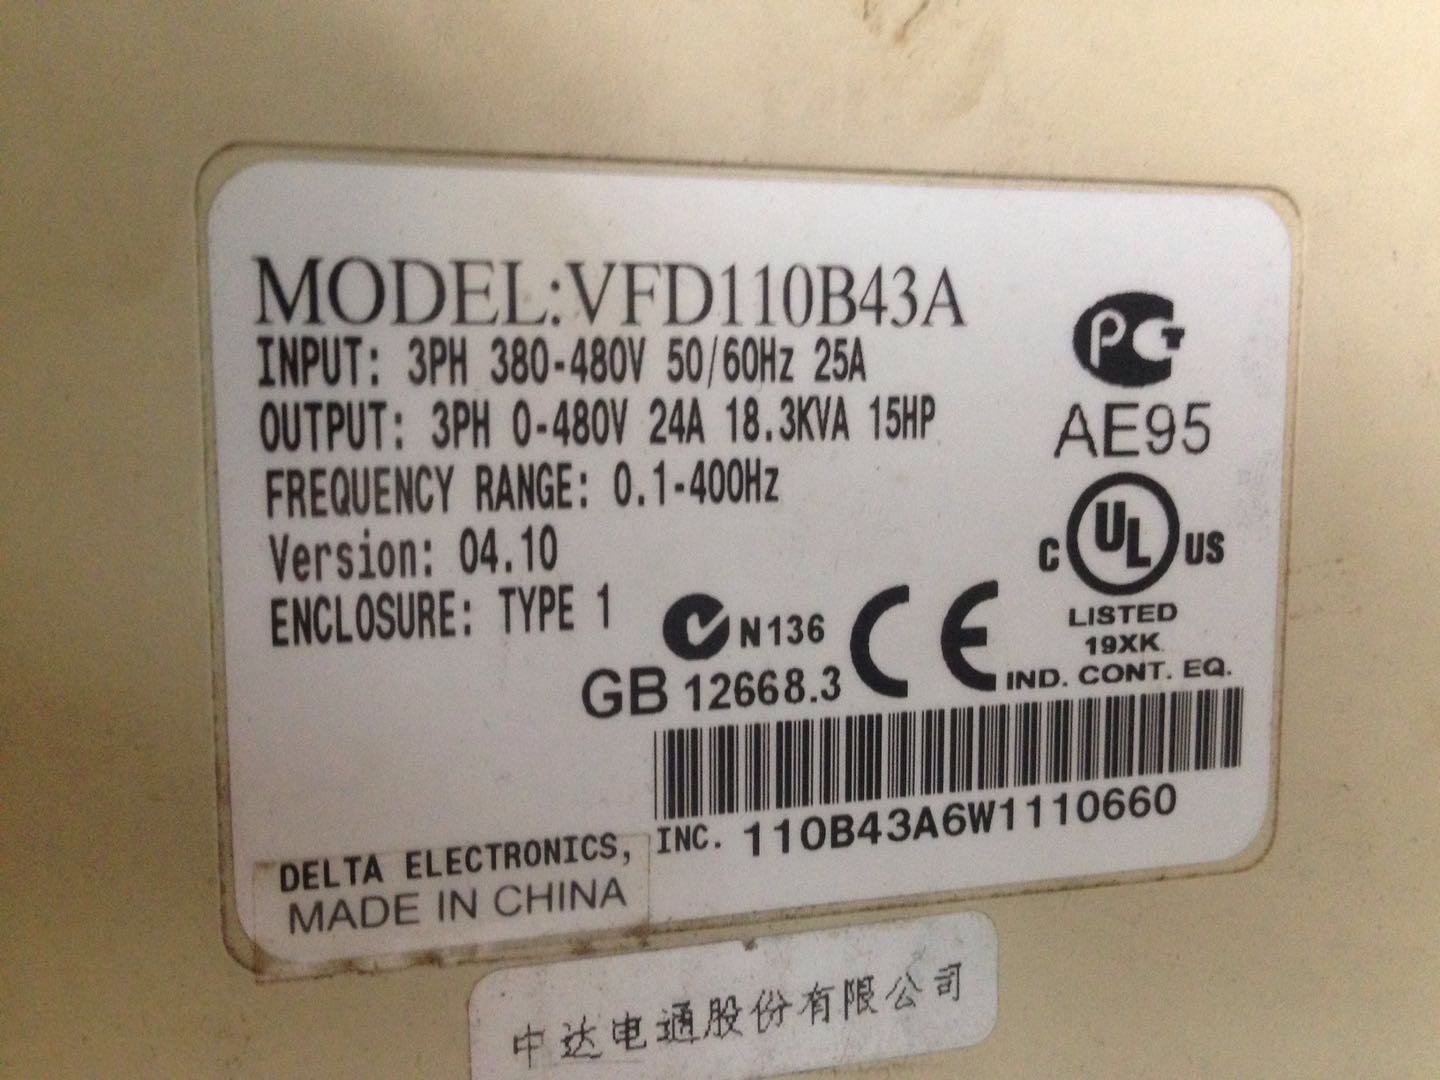 MODEL:VFD110B43A
INPUT: 3PH 380-480V 50/60Hz 25A
OUTPUT: 3PH 0-480V 24A 18.3KVA 15HP
FREQUENCY RANGE: 0.1-400Hz
Version: 04.10
ENCLOSURE: TYPE 1
PG
AE95
C UL US
LISTED
19XK
IND. CONT. EQ.
N136
CE
GB 12668.3
110B43A6W1110660
DELTA ELECTRONICS, INC.
MADE IN CHINA
中达电通股份有限公司